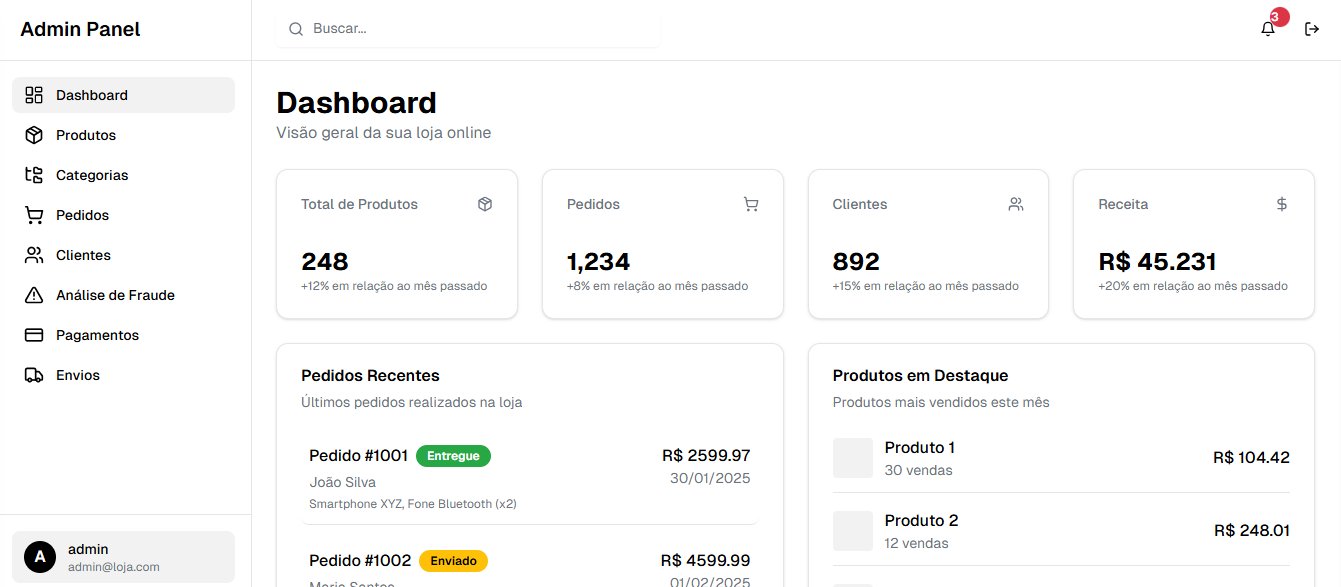 Admin Panel
Buscar...
3
Dashboard
Produtos
Categorias
Pedidos
Clientes
Análise de Fraude
Pagamentos
Envios
A
admin
admin@loja.com
Dashboard
Visão geral da sua loja online
Total de Produtos
248
+12% em relação ao mês passado
Pedidos
1,234
+8% em relação ao mês passado
Clientes
892
+15% em relação ao mês passado
Receita
R$ 45.231
+20% em relação ao mês passado
Pedidos Recentes
Últimos pedidos realizados na loja
Pedido #1001 Entregue R$ 2599.97
João Silva 30/01/2025
Smartphone XYZ, Fone Bluetooth (x2)
Pedido #1002 Enviado R$ 4599.99
Maria Santos 01/02/2025
Produtos em Destaque
Produtos mais vendidos este mês
Produto 1 R$ 104.42
30 vendas
Produto 2 R$ 248.01
12 vendas